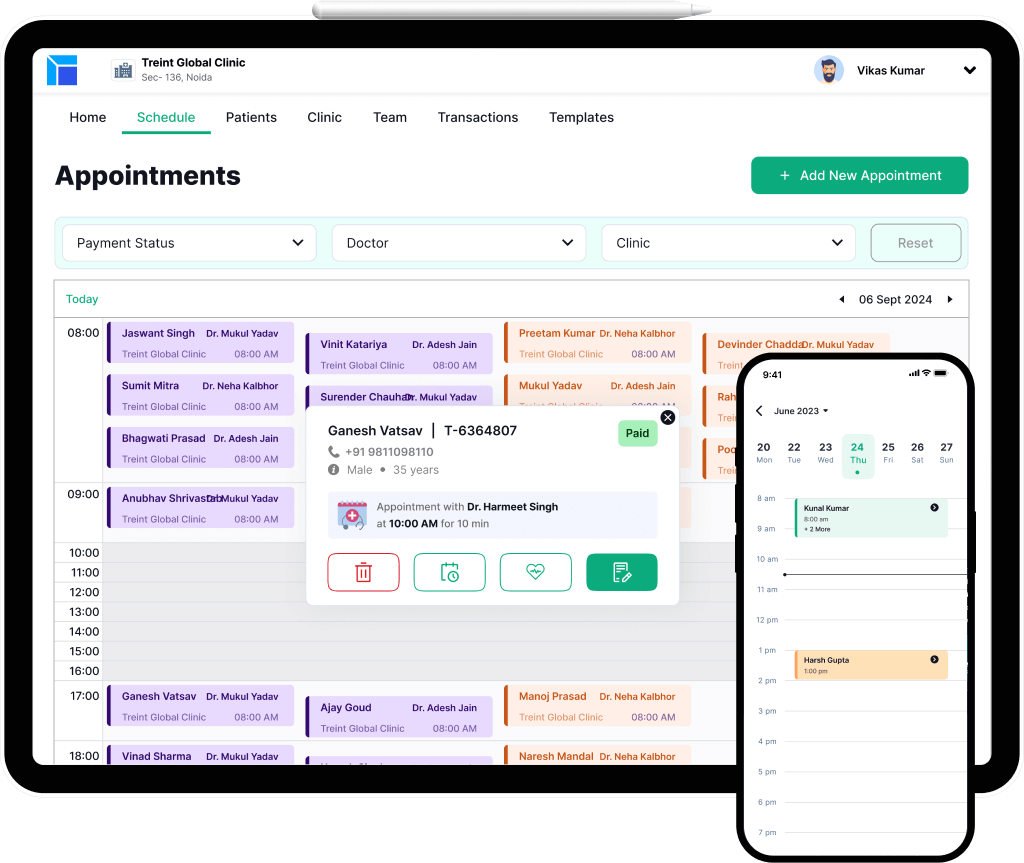 Treint Global Clinic
Sec- 136, Noida
Vikas Kumar
Home Schedule Patients Clinic Team Transactions Templates
Appointments
+ Add New Appointment
Payment Status Doctor Clinic Reset
Today 06 Sept 2024
08:00
Jaswant Singh Dr. Mukul Yadav
Treint Global Clinic 08:00 AM
Vinit Katariya Dr. Adesh Jain
Treint Global Clinic 08:00 AM
Preetam Kumar Dr. Neha Kalbhor
Treint Global Clinic 08:00 AM
Devinder Chadda Dr. Mukul Yadav
Treint
Sumit Mitra Dr. Neha Kalbhor
Treint Global Clinic 08:00 AM
Surender Chauhan Dr. Mukul Yadav
Mukul Yadav Dr. Adesh Jain
Treint Global Clinic 08:00 AM
Rah
Bhagwati Prasad Dr. Adesh Jain
Treint Global Clinic 08:00 AM
Poo
Treint
09:00
Anubhav Shrivastab Mukul Yadav
Treint Global Clinic 08:00 AM
10:00
11:00
12:00
13:00
14:00
15:00
16:00
17:00
Ganesh Vatsav Dr. Mukul Yadav
Treint Global Clinic 08:00 AM
Ajay Goud Dr. Adesh Jain
Treint Global Clinic 08:00 AM
Manoj Prasad Dr. Neha Kalbhor
Treint Global Clinic 08:00 AM
18:00
Vinad Sharma Dr. Mukul Yadav
Naresh Mandal Dr. Neha Kalbhor
Ganesh Vatsav | T-6364807
Paid
+91 9811098110
Male • 35 years
Appointment with Dr. Harmeet Singh
at 10:00 AM for 10 min
9:41
June 2023
20 22 23 24 25 26 27
Mon Tue Wed Thu Fri Sat Sun
8 am
Kunal Kumar
8:00 am
+ 2 More
9 am
10 am
11 am
12 pm
1 pm
Harsh Gupta
1:00 pm
2 pm
3 pm
4 pm
5 pm
6 pm
7 pm